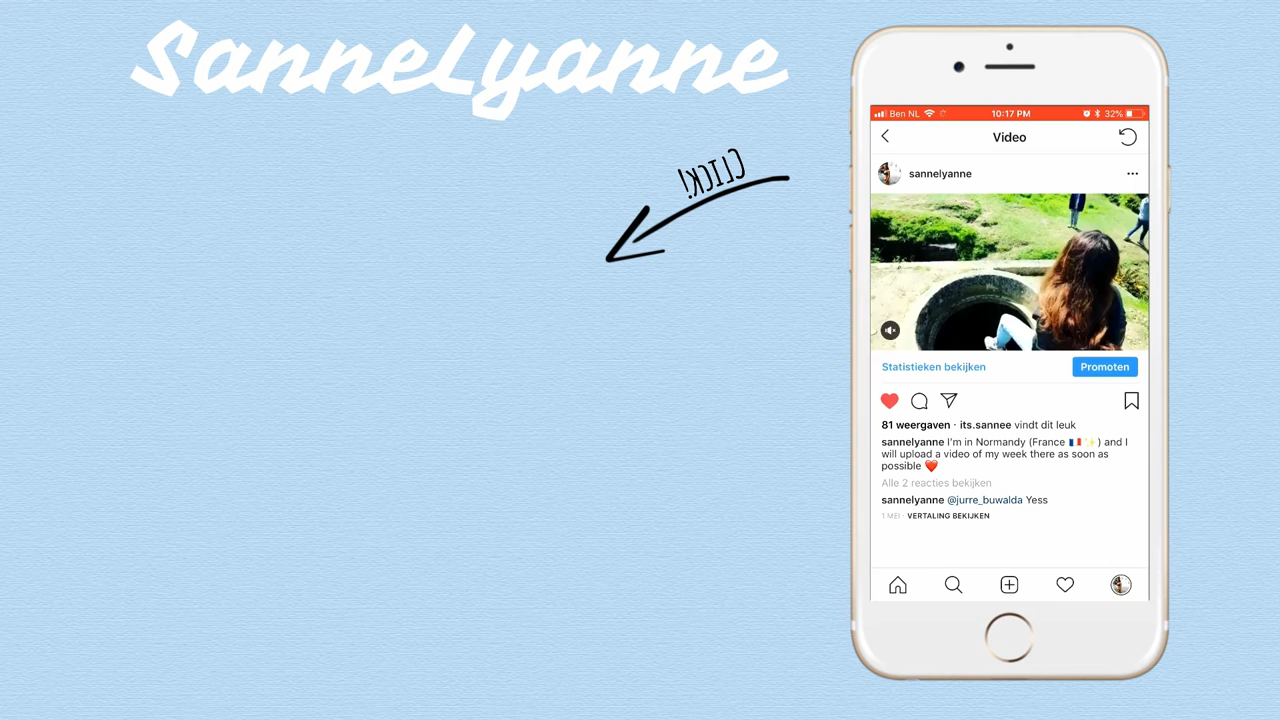 SanneLyanne
CLICK!
Ben NL 10:17 PM 32%
Video
sannelyanne
Statistieken bekijken Promoten
81 weergaven · its.sannee vindt dit leuk
sannelyanne I'm in Normandy (France 🇫🇷 ✨) and I
will upload a video of my week there as soon as
possible ❤️
Alle 2 reacties bekijken
sannelyanne @jurre_buwalda Yess
1 MEI · VERTALING BEKIJKEN